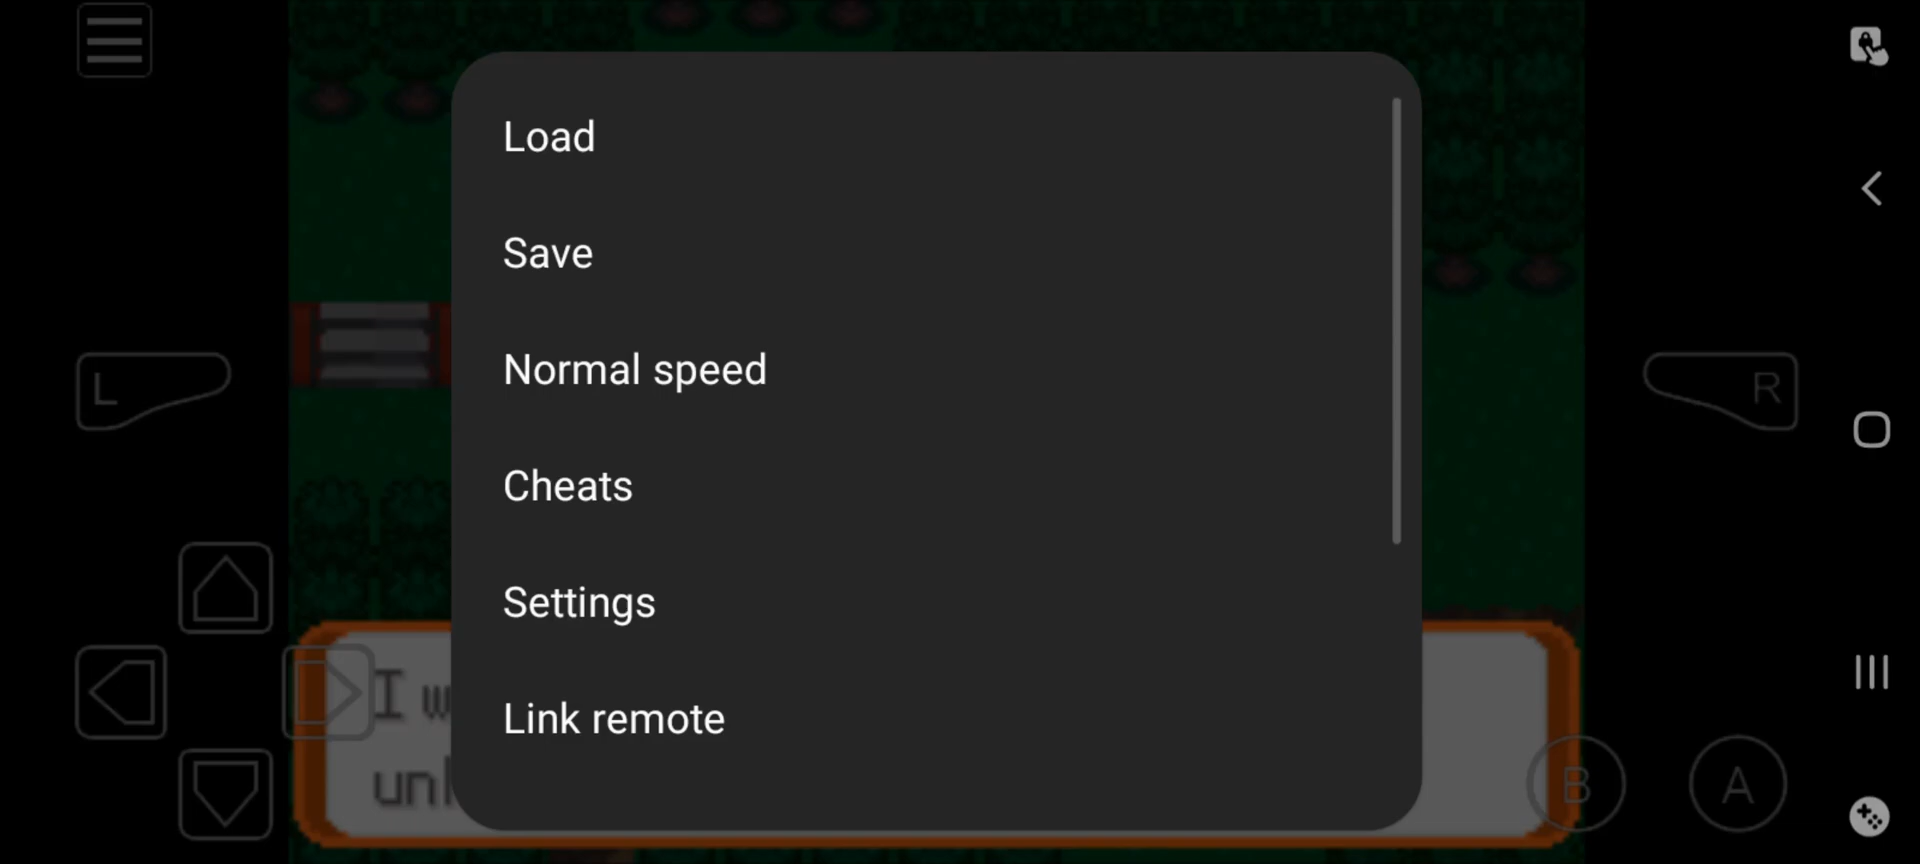 Load
Save
Normal speed
Cheats
L
R
Settings
I
Link remote
B
A